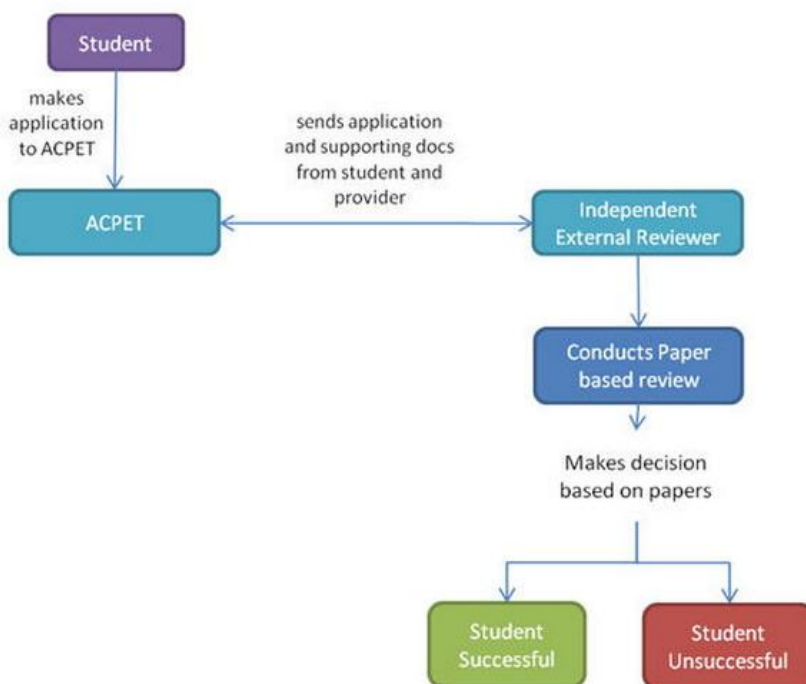 Student
makes
application
to ACPET
sends application
and supporting docs
from student and
provider
ACPET
Independent
External Reviewer
Conducts Paper
based review
Makes decision
based on papers
Student
Successful
Student
Unsuccessful